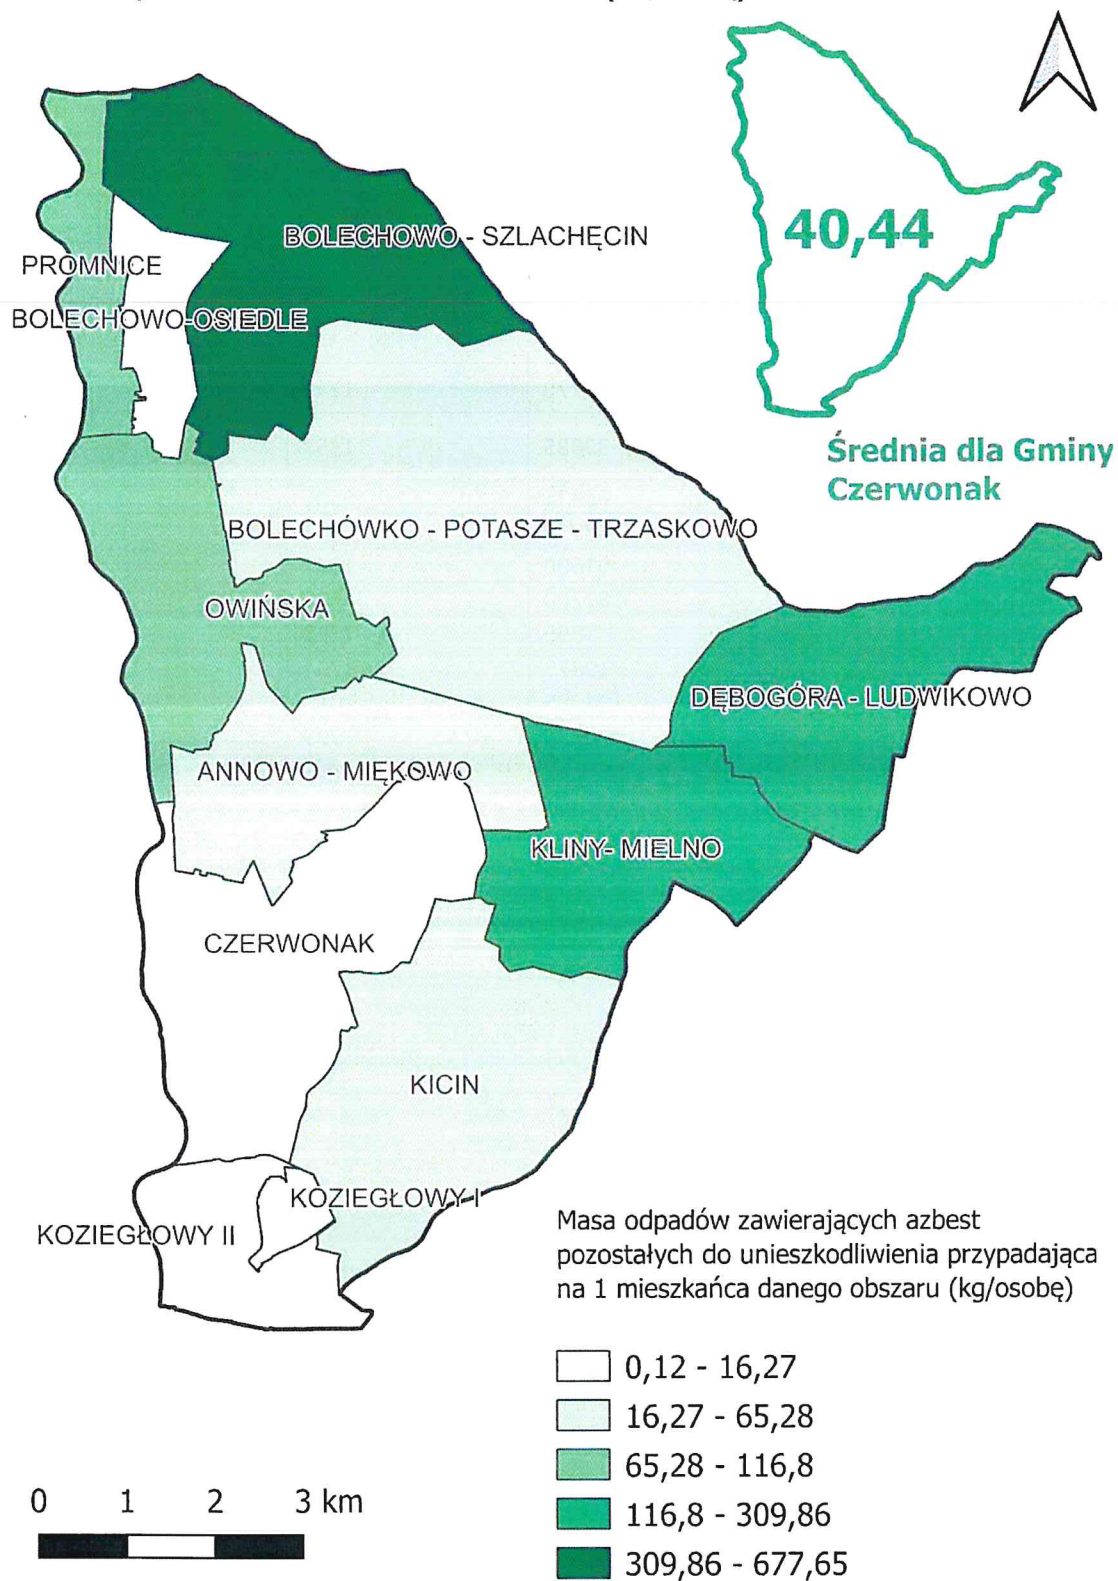 40,44
Średnia dla Gminy
Czerwonak
BOLECHOWO - SZLACHĘCIN
PROMNICE
BOLECHOWO-OSIEDLE
BOLECHÓWKO - POTASZE - TRZASKOWO
OWIŃSKA
DĘBOGÓRA - LUDWIKOWO
ANNOWO - MIĘKOWO
KLINY- MIELNO
CZERWONAK
KICIN
KOZIEGŁOWY I
KOZIEGŁOWY II
Masa odpadów zawierających azbest
pozostałych do unieszkodliwienia przypadająca
na 1 mieszkańca danego obszaru (kg/osobę)
0,12 - 16,27
16,27 - 65,28
65,28 - 116,8
116,8 - 309,86
309,86 - 677,65
0 1 2 3 km